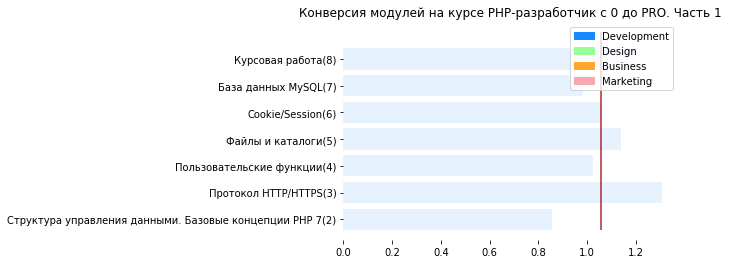 Конверсия модулей на курсе PHP-разработчик с 0 до PRO. Часть 1
Development
Design
Business
Marketing
Курсовая работа(8)
База данных MySQL(7)
Cookie/Session(6)
Файлы и каталоги(5)
Пользовательские функции(4)
Протокол HTTP/HTTPS(3)
Структура управления данными. Базовые концепции PHP 7(2)
0.0 0.2 0.4 0.6 0.8 1.0 1.2